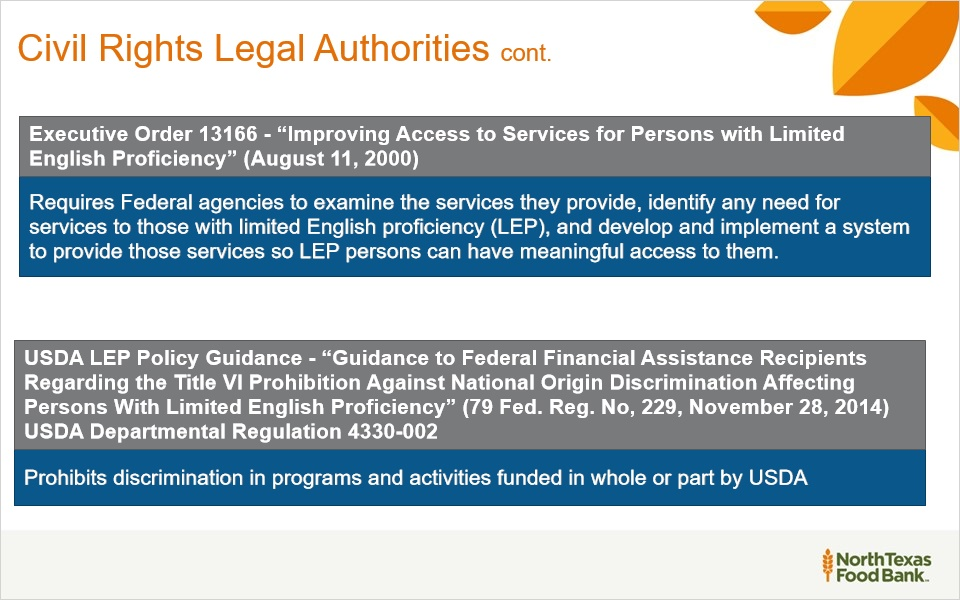 Civil Rights Legal Authorities cont.
Executive Order 13166 - “Improving Access to Services for Persons with Limited
English Proficiency” (August 11, 2000)
Requires Federal agencies to examine the services they provide, identify any need for
services to those with limited English proficiency (LEP), and develop and implement a system
to provide those services so LEP persons can have meaningful access to them.
USDA LEP Policy Guidance - “Guidance to Federal Financial Assistance Recipients
Regarding the Title VI Prohibition Against National Origin Discrimination Affecting
Persons With Limited English Proficiency” (79 Fed. Reg. No, 229, November 28, 2014)
USDA Departmental Regulation 4330-002
Prohibits discrimination in programs and activities funded in whole or part by USDA
North Texas
Food Bank